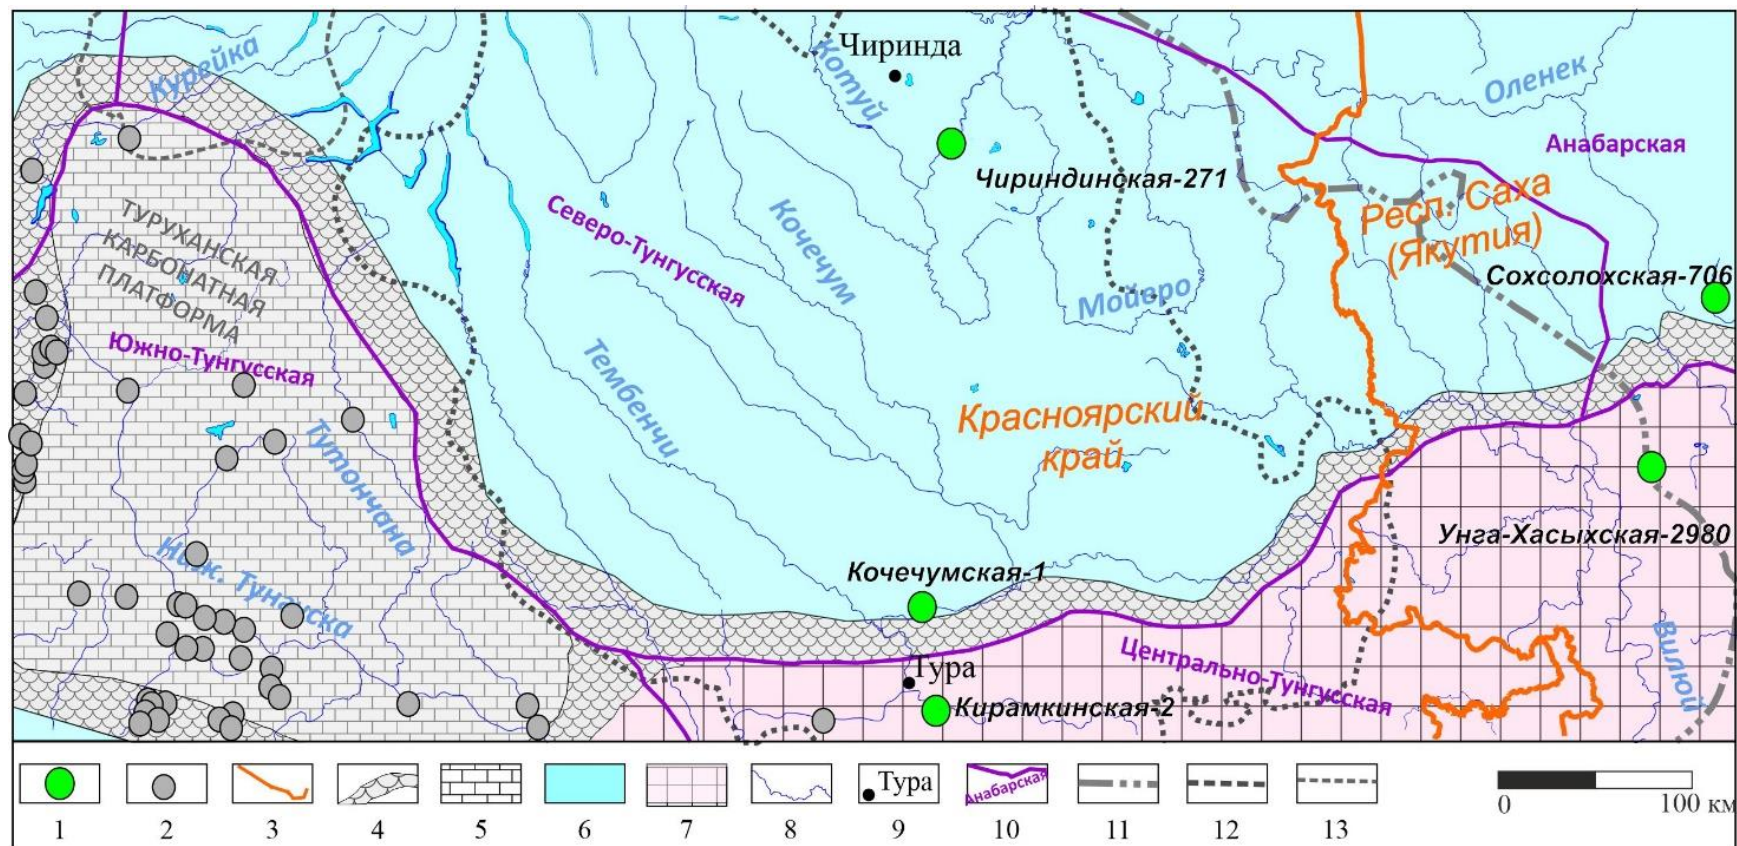 Курейка
Котуй
Чиринда
Оленек
Анабарская
Чириндинская-271
ТУРУХАНСКАЯ
КАРБОНАТНАЯ
ПЛАТФОРМА
Северо-Тунгусская
Кочечум
Респ. Саха
(Якутия)
Сохсолохская-706
Мойеро
Южно-Тунгусская
Тембенчи
Красноярский
край
Тутончана
Ниж. Тунгуска
Унга-Хасыхская-2980
Кочечумская-1
Вилюй
Тура
Центрально-Тунгусская
Кирамкинская-2
Тура
Анабарская
0 100 км
1 2 3 4 5 6 7 8 9 10 11 12 13